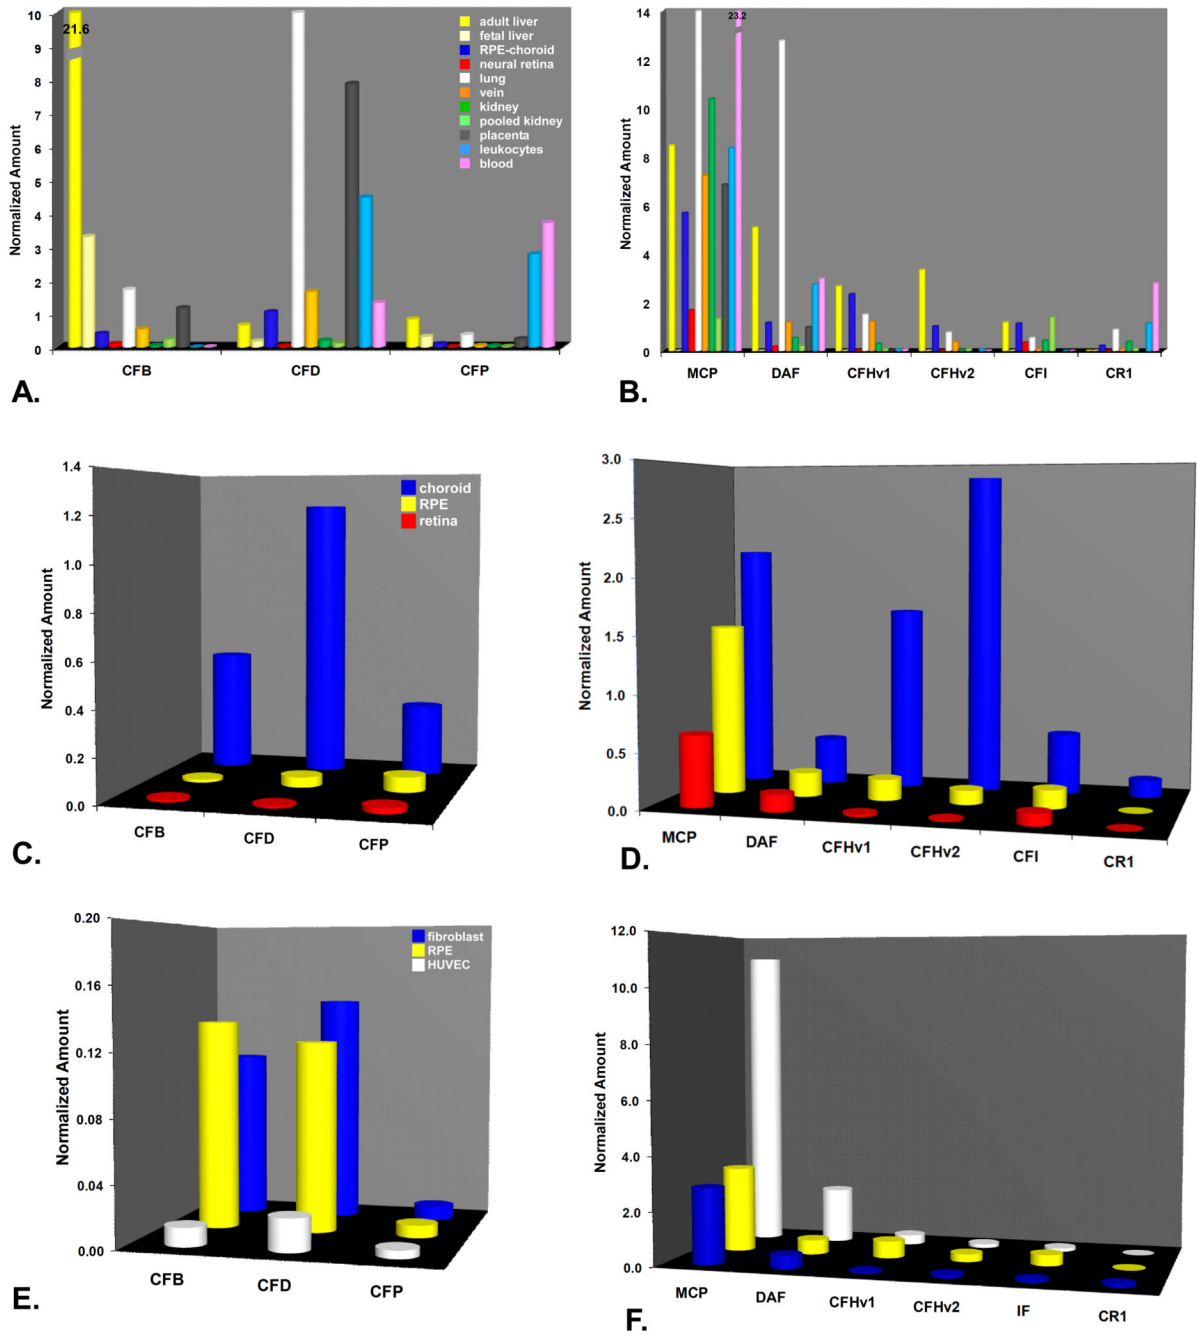 21.6
10
9
8
7
6
5
4
3
2
1
0
Normalized Amount
adult liver
fetal liver
RPE-choroid
neural retina
lung
vein
kidney
pooled kidney
placenta
leukocytes
blood
CFB CFD CFP
A.
23.2
14
12
10
8
6
4
2
0
Normalized Amount
MCP DAF CFHv1 CFHv2 CFI CR1
B.
1.4
1.2
1.0
0.8
0.6
0.4
0.2
0.0
Normalized Amount
choroid
RPE
retina
CFB CFD CFP
C.
3.0
2.5
2.0
1.5
1.0
0.5
0.0
Normalized Amount
MCP DAF CFHv1 CFHv2 CFI CR1
D.
0.20
0.16
0.12
0.08
0.04
0.00
Normalized Amount
fibroblast
RPE
HUVEC
CFB CFD CFP
E.
12.0
10.0
8.0
6.0
4.0
2.0
0.0
Normalized Amount
MCP DAF CFHv1 CFHv2 IF CR1
F.